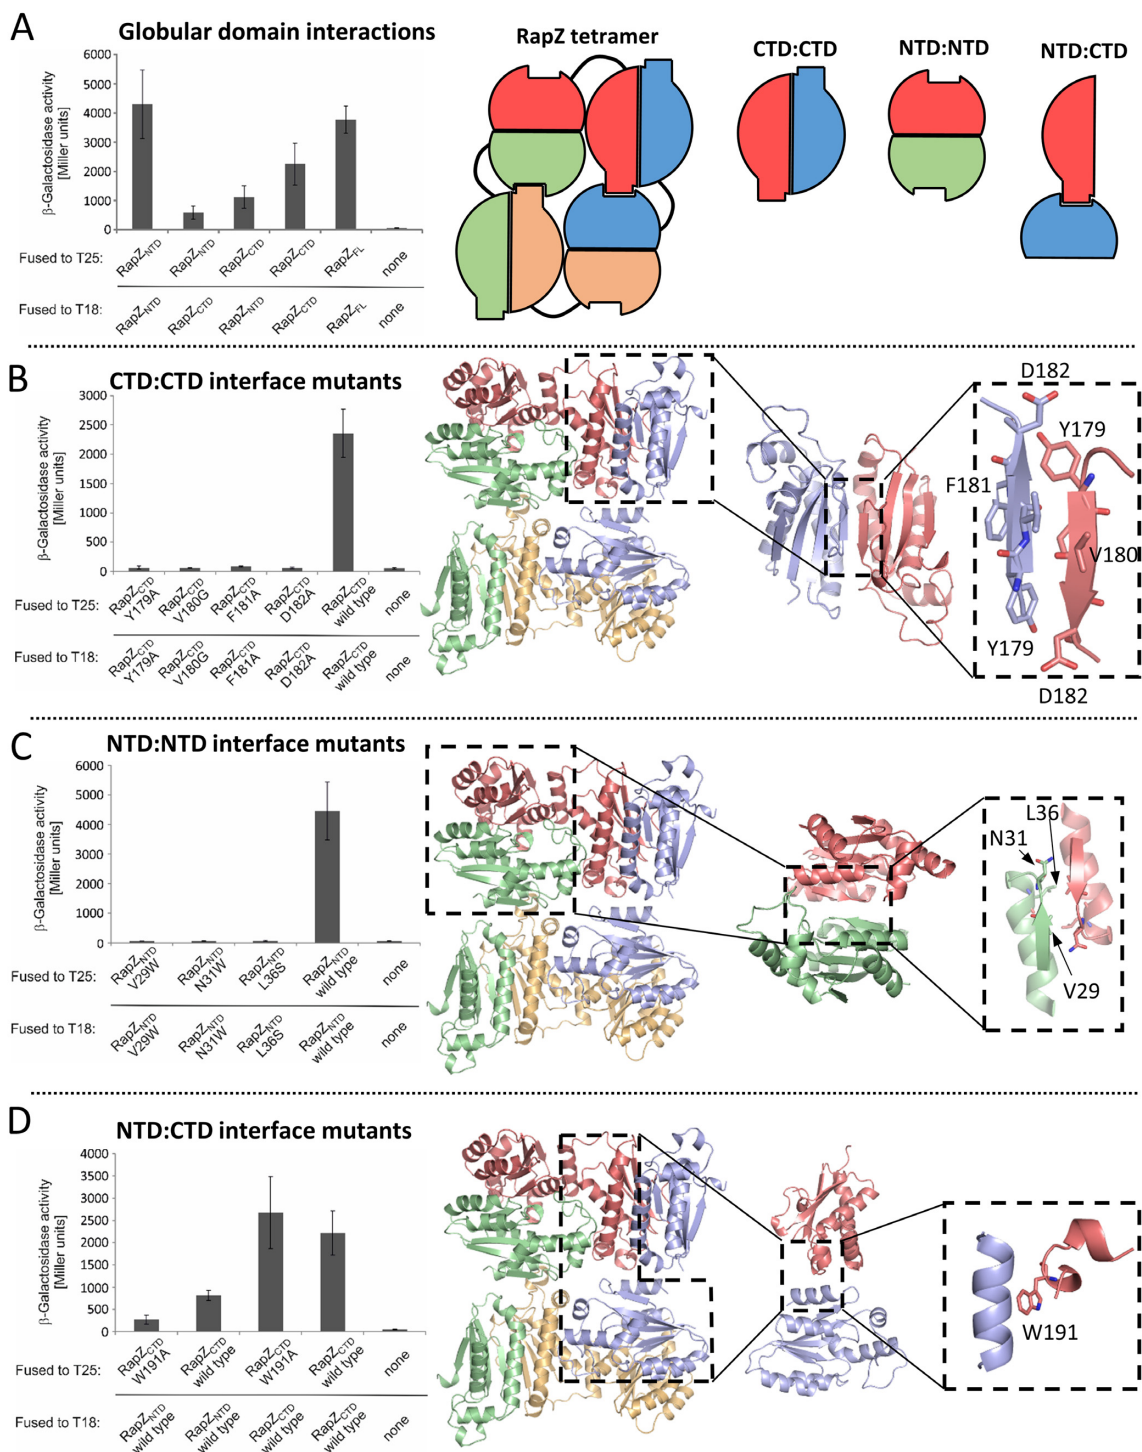 A
Globular domain interactions
RapZ tetramer
CTD:CTD
NTD:NTD
NTD:CTD
β-Galactosidase activity
[Miller units]
6000
5000
4000
3000
2000
1000
0
Fused to T25:
RapZNTD
RapZNTD
RapZCTD
RapZCTD
RapZFL
none
Fused to T18:
RapZNTD
RapZCTD
RapZNTD
RapZCTD
RapZFL
none
B
CTD:CTD interface mutants
β-Galactosidase activity
[Miller units]
3000
2500
2000
1500
1000
500
0
Fused to T25:
RapZCTD
Y179A
RapZCTD
V180G
RapZCTD
F181A
RapZCTD
D182A
RapZCTD
wild type
none
Fused to T18:
RapZCTD
Y179A
RapZCTD
V180G
RapZCTD
F181A
RapZCTD
D182A
RapZCTD
wild type
none
D182
Y179
F181
V180
Y179
D182
C
NTD:NTD interface mutants
β-Galactosidase activity
[Miller units]
6000
5000
4000
3000
2000
1000
0
Fused to T25:
RapZNTD
V29W
RapZNTD
N31W
RapZNTD
L36S
RapZNTD
wild type
none
Fused to T18:
RapZNTD
V29W
RapZNTD
N31W
RapZNTD
L36S
RapZNTD
wild type
none
L36
N31
V29
D
NTD:CTD interface mutants
β-Galactosidase activity
[Miller units]
4000
3500
3000
2500
2000
1500
1000
500
0
Fused to T25:
RapZCTD
W191A
RapZCTD
wild type
RapZCTD
W191A
RapZCTD
wild type
none
Fused to T18:
RapZNTD
wild type
RapZNTD
wild type
RapZCTD
wild type
RapZCTD
wild type
none
W191